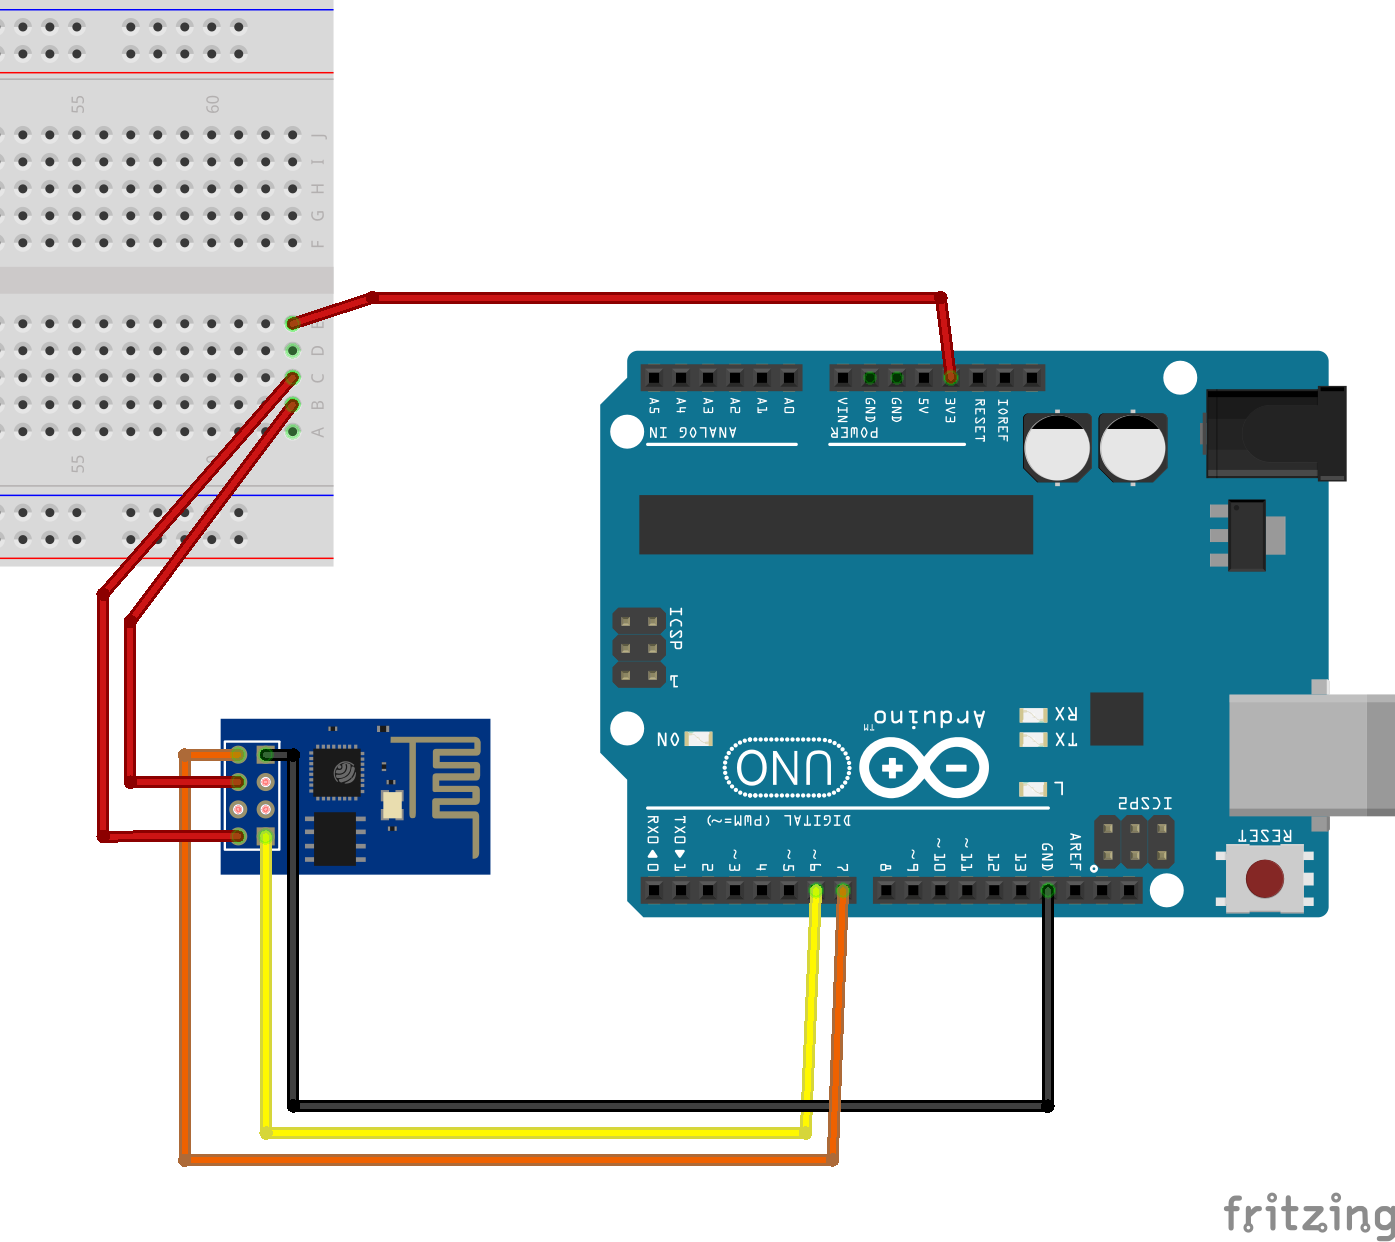 55 60
J
I
H
G
F
E
D
C
B
A
55
A5 A4 A3 A2 A1 A0
VIN GND GND 5V 3V3 RESET IOREF
ANALOG IN
POWER
ICSP
1
ON
Arduino
TM
UNO
RX
TX
L
ICSP2
RESET
DIGITAL (PWM=~)
RX0◄0 TX0►1 2 ~3 4 ~5 ~6 7 8 ~9 ~10 ~11 12 13 GND AREF
fritzing